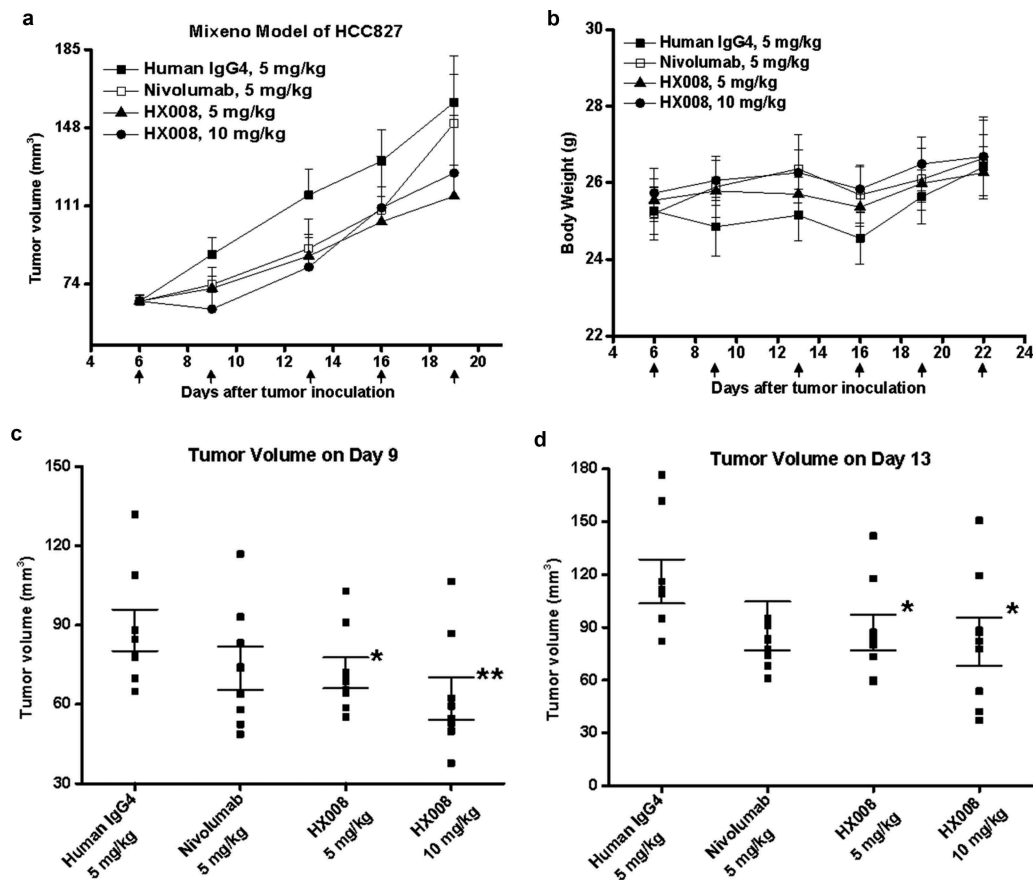 a
Mixeno Model of HCC827
185
148
111
74
Tumor volume (mm³)
Human IgG4, 5 mg/kg
Nivolumab, 5 mg/kg
HX008, 5 mg/kg
HX008, 10 mg/kg
4 6 8 10 12 14 16 18 20
Days after tumor inoculation
b
30
28
26
24
22
Body Weight (g)
Human IgG4, 5 mg/kg
Nivolumab, 5 mg/kg
HX008, 5 mg/kg
HX008, 10 mg/kg
4 6 8 10 12 14 16 18 20 22 24
Days after tumor inoculation
c
Tumor Volume on Day 9
150
120
90
60
30
Tumor volume (mm³)
*
**
Human IgG4
5 mg/kg
Nivolumab
5 mg/kg
HX008
5 mg/kg
HX008
10 mg/kg
d
Tumor Volume on Day 13
180
150
120
90
60
30
0
Tumor volume (mm³)
*
*
Human IgG4
5 mg/kg
Nivolumab
5 mg/kg
HX008
5 mg/kg
HX008
10 mg/kg